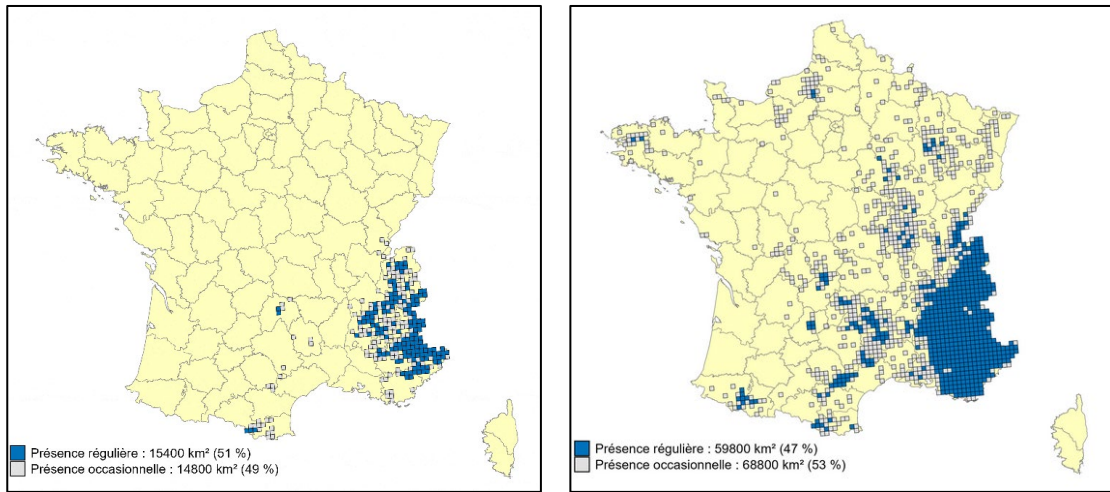 Présence régulière : 15400 km² (51 %)
Présence occasionnelle : 14800 km² (49 %)
Présence régulière : 59800 km² (47 %)
Présence occasionnelle : 68800 km² (53 %)